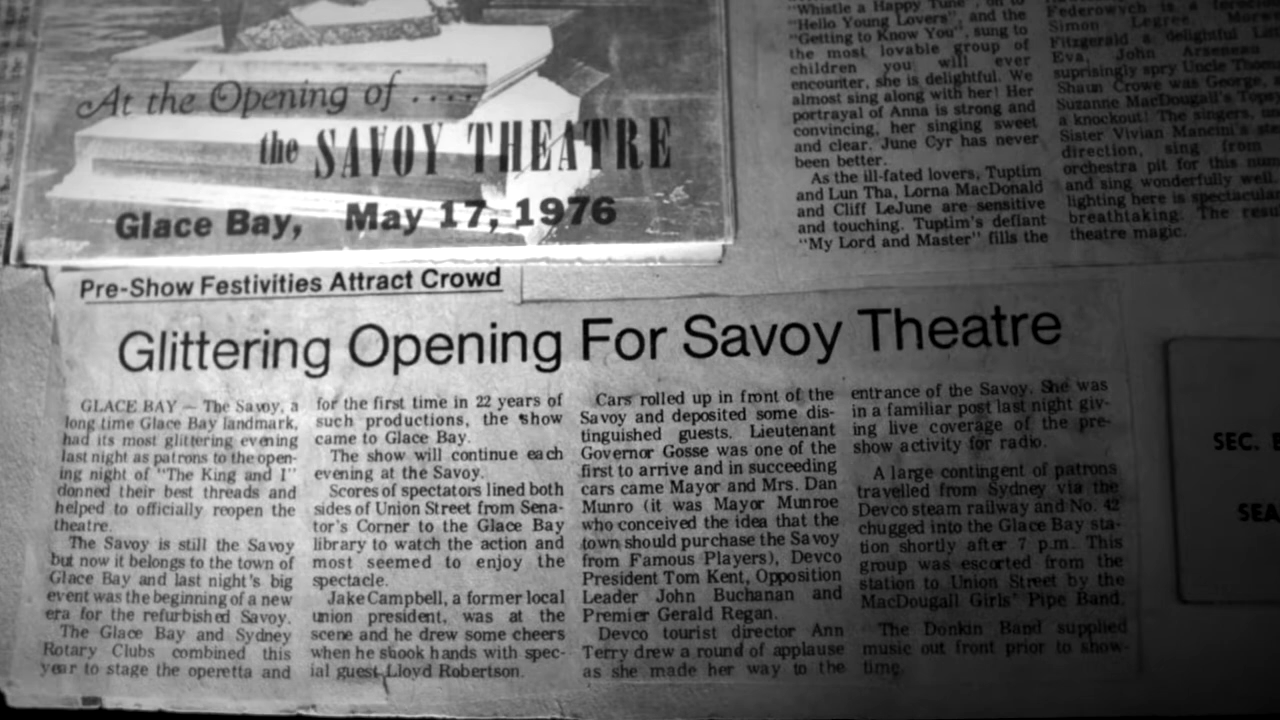 At the Opening of ....
the SAVOY THEATRE
Glace Bay, May 17, 1976
"Whistle a Happy Tune", on to
"Hello Young Lovers", and the
"Getting to Know You", sung to
the most lovable group of
children you will ever
encounter, she is delightful. We
almost sing along with her! Her
portrayal of Anna is strong and
convincing, her singing sweet
and clear. June Cyr has never
been better.
As the ill-fated lovers, Tuptim
and Lun Tha, Lorna MacDonald
and Cliff LeJune are sensitive
and touching. Tuptim's defiant
"My Lord and Master" fills the
Federowych is a
Simon Legree,
Fitzgerald a delightful
Eva, John Arseneau
surprisingly spry Uncle
Shaun Crowe was George,
Suzanne MacDougall's
a knockout! The singers,
Sister Vivian Mancini's
direction, sing from
orchestra pit for this
and sing wonderfully well.
lighting here is
breathtaking. The
theatre magic.
Pre-Show Festivities Attract Crowd
Glittering Opening For Savoy Theatre
GLACE BAY — The Savoy, a
long time Glace Bay landmark,
had its most glittering evening
last night as patrons to the open-
ing night of "The King and I"
donned their best threads and
helped to officially reopen the
theatre.
The Savoy is still the Savoy
but now it belongs to the town of
Glace Bay and last night's big
event was the beginning of a new
era for the refurbished Savoy.
The Glace Bay and Sydney
Rotary Clubs combined this
year to stage the operetta and
for the first time in 22 years of
such productions, the show
came to Glace Bay.
The show will continue each
evening at the Savoy.
Scores of spectators lined both
sides of Union Street from Sena-
tor's Corner to the Glace Bay
library to watch the action and
most seemed to enjoy the
spectacle.
Jake Campbell, a former local
union president, was at the
scene and he drew some cheers
when he shook hands with spec-
ial guest Lloyd Robertson.
Cars rolled up in front of the
Savoy and deposited some dis-
tinguished guests. Lieutenant
Governor Gosse was one of the
first to arrive and in succeeding
cars came Mayor and Mrs. Dan
Munro (it was Mayor Munroe
who conceived the idea that the
town should purchase the Savoy
from Famous Players), Devco
President Tom Kent, Opposition
Leader John Buchanan and
Premier Gerald Regan.
Devco tourist director Ann
Terry drew a round of applause
as she made her way to the
entrance of the Savoy. She was
in a familiar post last night giv-
ing live coverage of the pre-
show activity for radio.
A large contingent of patrons
travelled from Sydney via the
Devco steam railway and No. 42
chugged into the Glace Bay sta-
tion shortly after 7 p.m. This
group was escorted from the
station to Union Street by the
MacDougall Girls' Pipe Band.
The Donkin Band supplied
music out front prior to show-
time.
SEC.